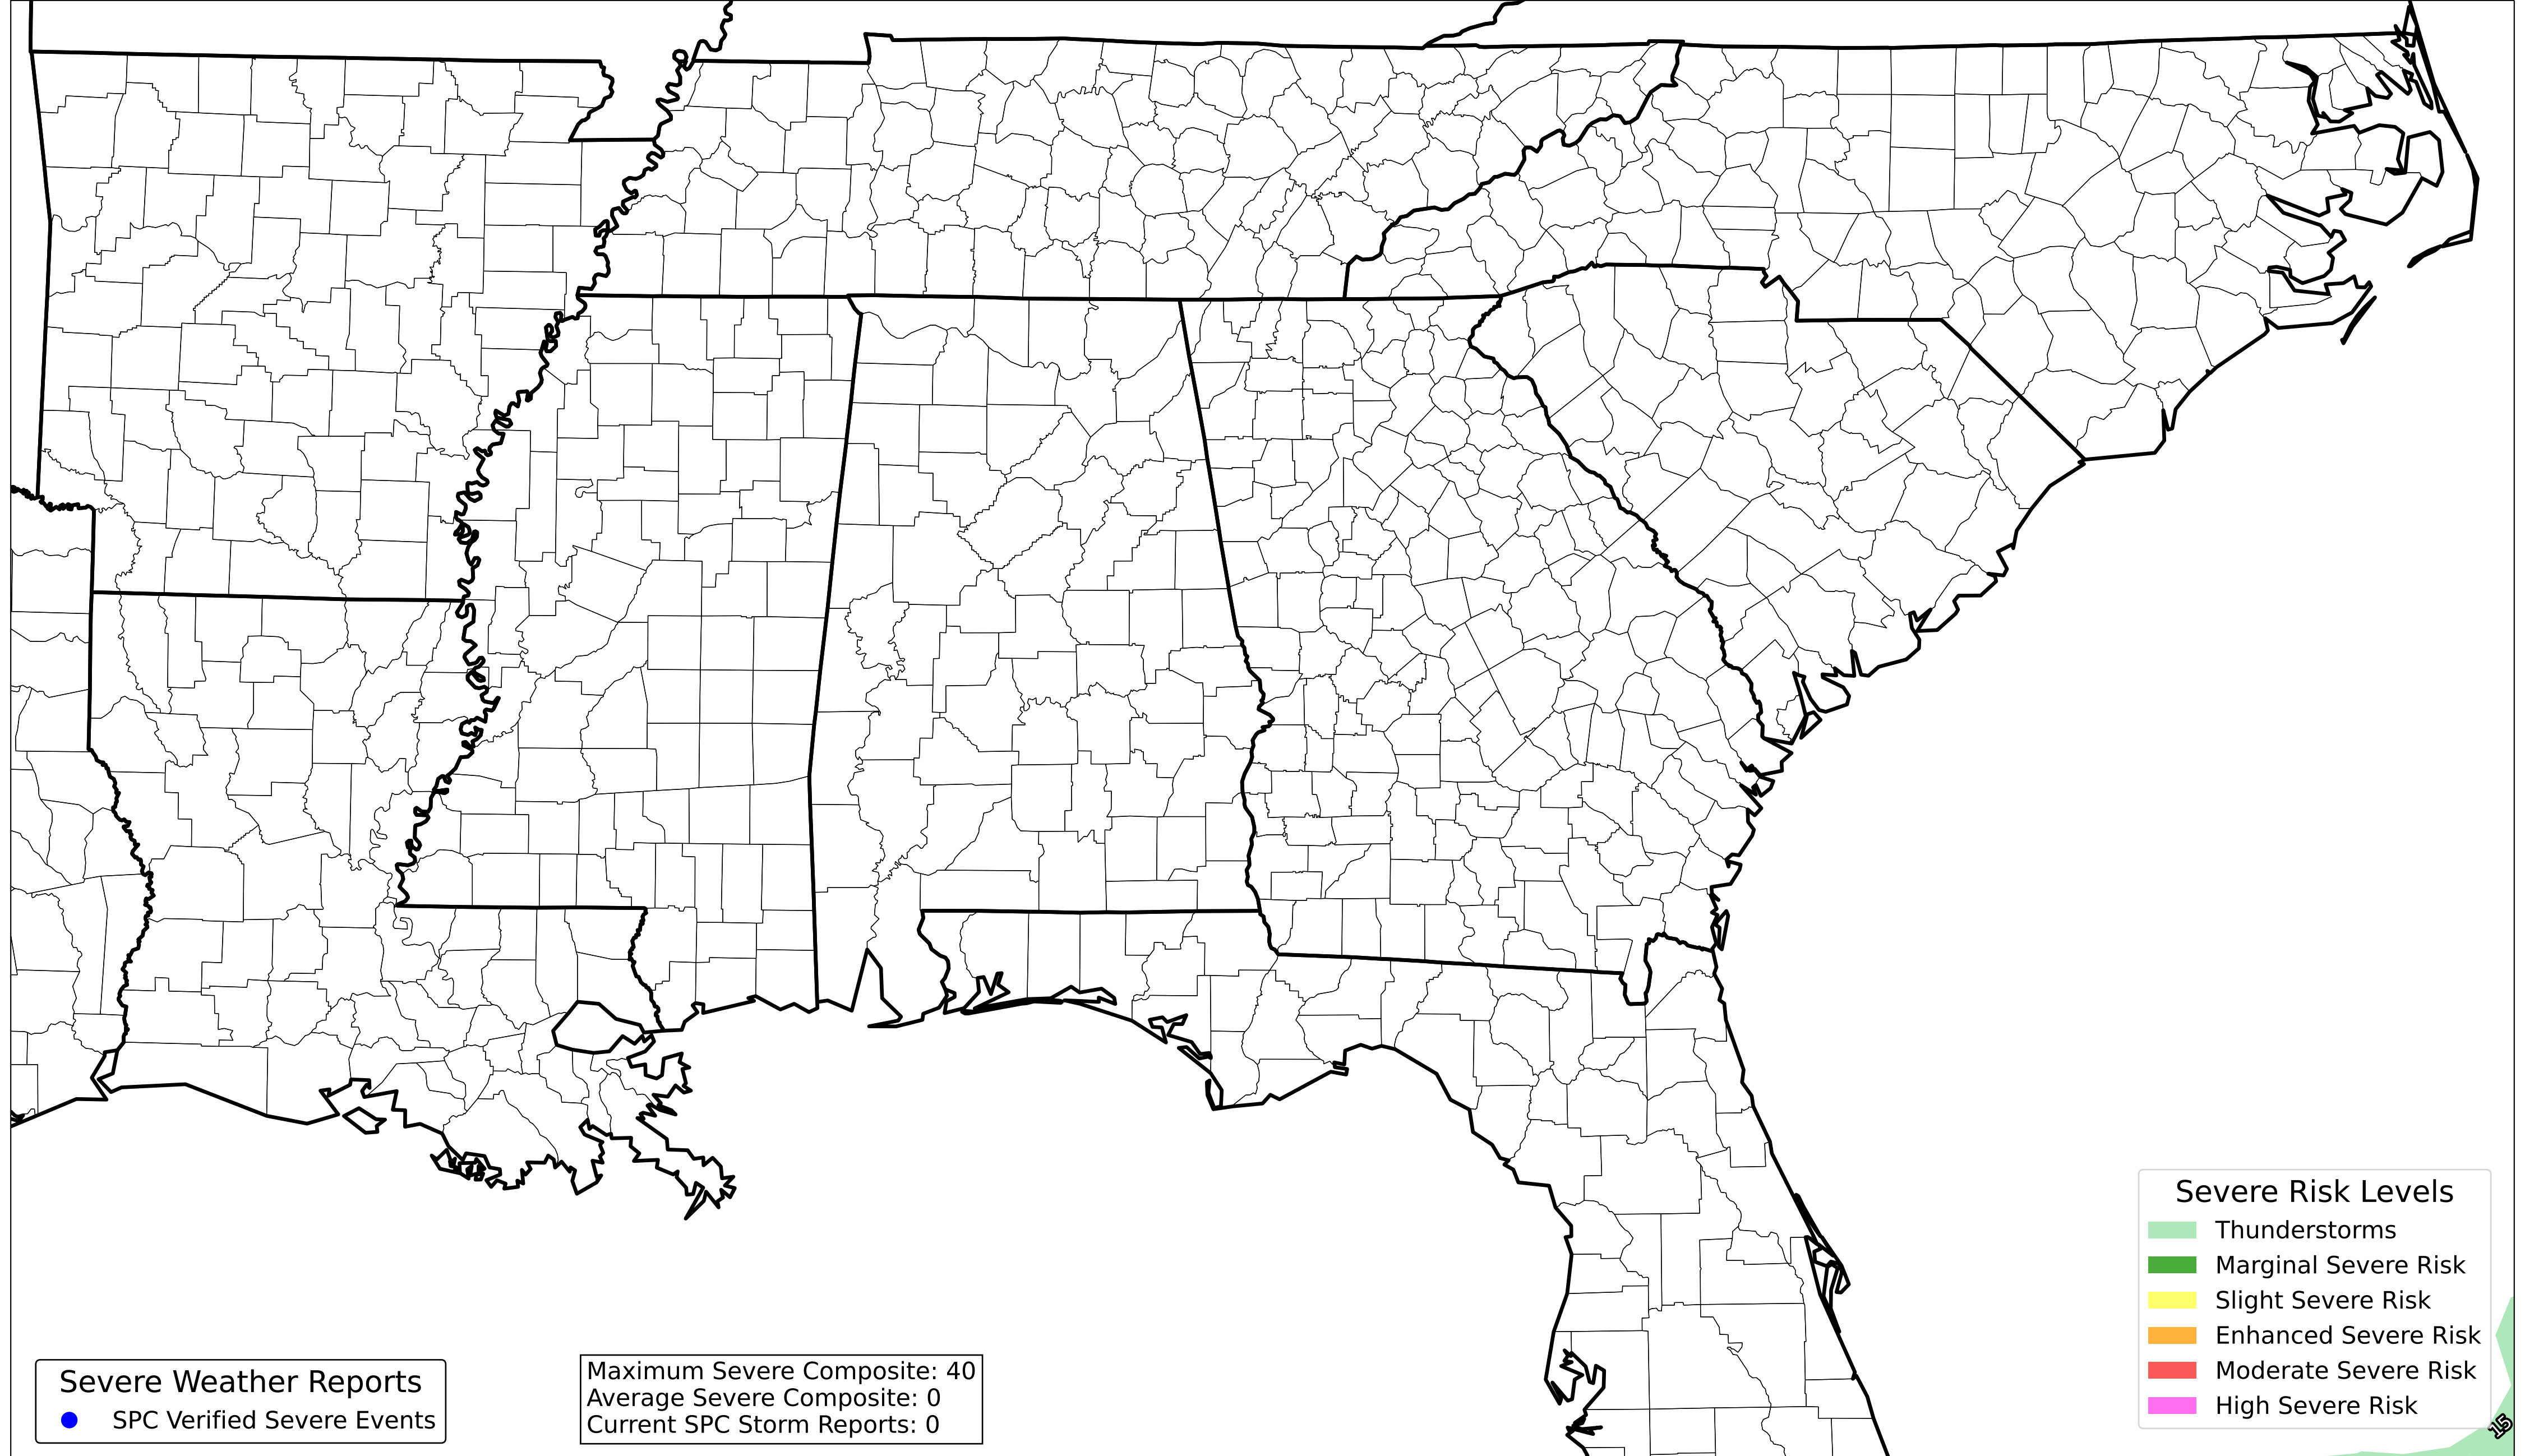 Severe Weather Reports
SPC Verified Severe Events
Maximum Severe Composite: 40
Average Severe Composite: 0
Current SPC Storm Reports: 0
Severe Risk Levels
Thunderstorms
Marginal Severe Risk
Slight Severe Risk
Enhanced Severe Risk
Moderate Severe Risk
High Severe Risk
15